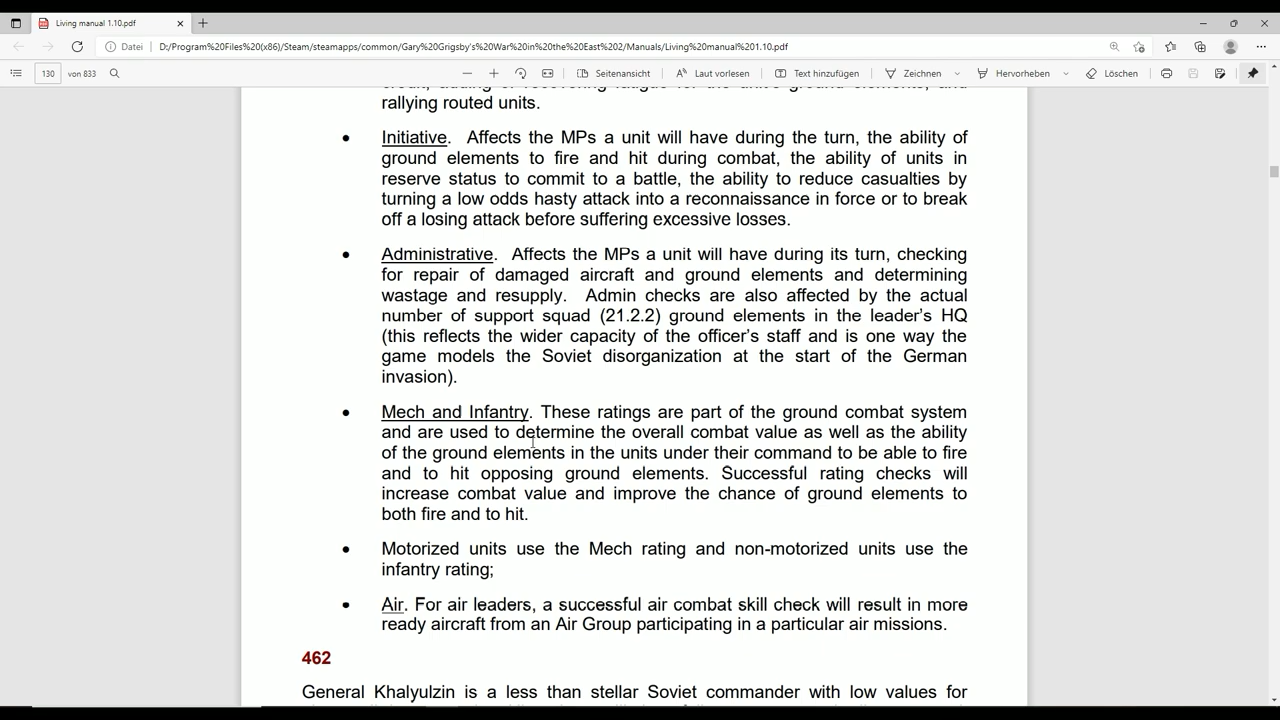 Living manual 1.10.pdf
Datei D:/Program%20Files%20(x86)/Steam/steamapps/common/Gary%20Grigsby's%20War%20in%20the%20East%202/Manuals/Living%20manual%201.10.pdf
130 von 833 Seitenansicht Laut vorlesen Text hinzufügen Zeichnen Hervorheben Löschen
rallying routed units.
• Initiative. Affects the MPs a unit will have during the turn, the ability of
ground elements to fire and hit during combat, the ability of units in
reserve status to commit to a battle, the ability to reduce casualties by
turning a low odds hasty attack into a reconnaissance in force or to break
off a losing attack before suffering excessive losses.
• Administrative. Affects the MPs a unit will have during its turn, checking
for repair of damaged aircraft and ground elements and determining
wastage and resupply. Admin checks are also affected by the actual
number of support squad (21.2.2) ground elements in the leader's HQ
(this reflects the wider capacity of the officer's staff and is one way the
game models the Soviet disorganization at the start of the German
invasion).
• Mech and Infantry. These ratings are part of the ground combat system
and are used to determine the overall combat value as well as the ability
of the ground elements in the units under their command to be able to fire
and to hit opposing ground elements. Successful rating checks will
increase combat value and improve the chance of ground elements to
both fire and to hit.
• Motorized units use the Mech rating and non-motorized units use the
infantry rating;
• Air. For air leaders, a successful air combat skill check will result in more
ready aircraft from an Air Group participating in a particular air missions.
462
General Khalyulzin is a less than stellar Soviet commander with low values for